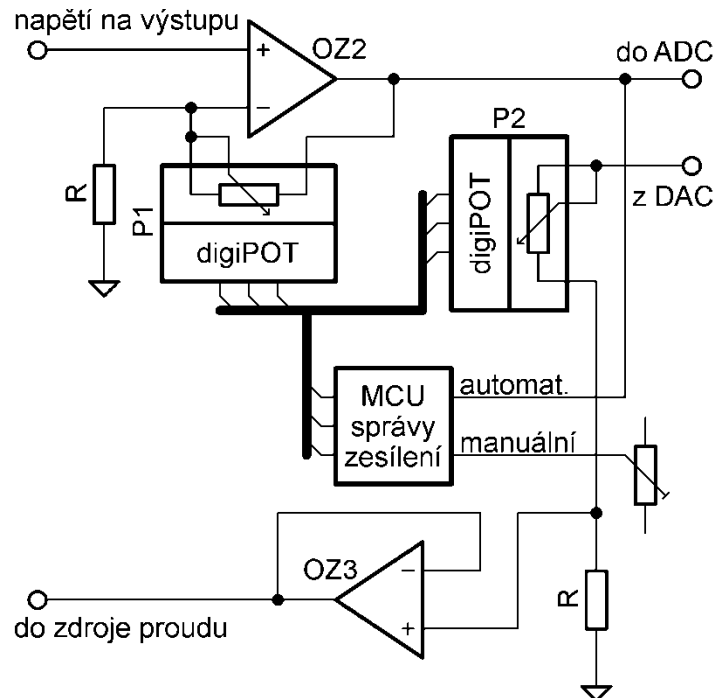 napětí na výstupu
OZ2
do ADC
+
−
P2
R
P1
digiPOT
digiPOT
z DAC
MCU
správy
zesílení
automat.
manuální
OZ3
−
+
R
do zdroje proudu